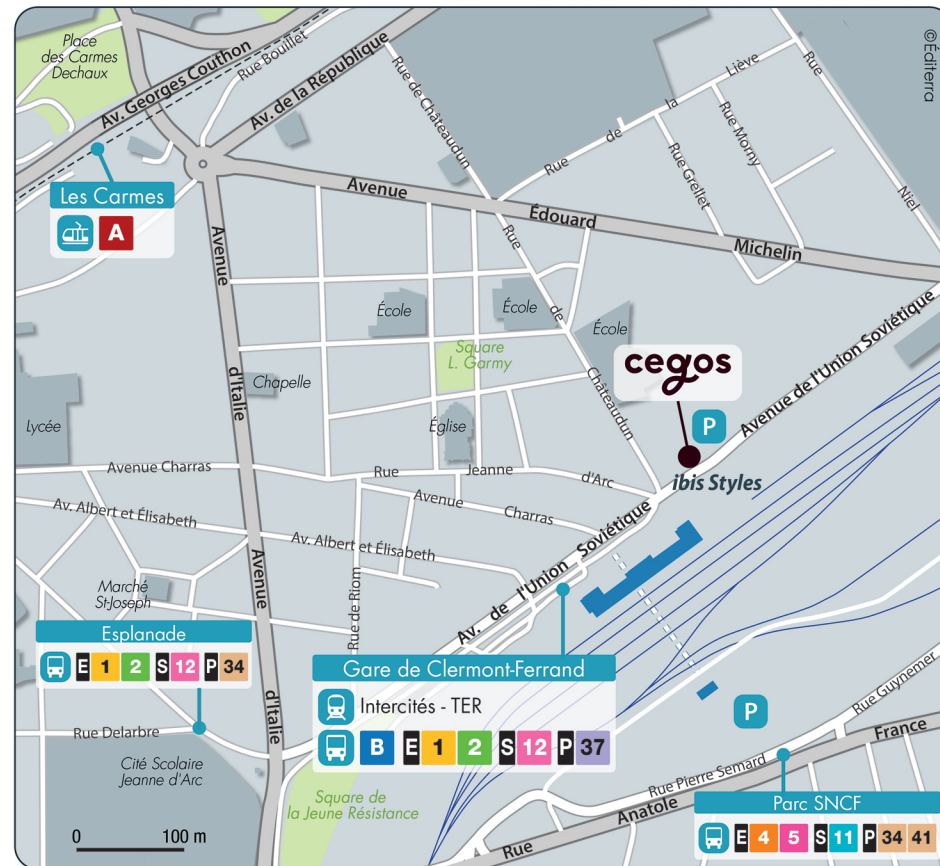 Place
des Carmes
Dechaux
Av. Georges Couthon
Rue Bouillet
Av. de la République
Rue de Châteaudun
Rue de la Liève
Rue Niel
© Éditerra
Les Carmes
A
Avenue Édouard Michelin
Rue Grellet
Rue Morny
Rue de Châteaudun
Avenue d'Italie
École
École
École
Square
L. Garmy
cegos
P
ibis Styles
Avenue de l'Union Soviétique
Chapelle
Lycée
Église
Avenue Charras
Rue Jeanne d'Arc
Avenue Charras
Av. Albert et Élisabeth
Av. Albert et Élisabeth
Av. de l'Union Soviétique
Avenue d'Italie
Rue de Riom
Marché
St-Joseph
Esplanade
E 1 2 S 12 P 34
Gare de Clermont-Ferrand
Intercités - TER
B E 1 2 S 12 P 37
P
Rue Guynemer
Rue Delarbre
Cité Scolaire
Jeanne d'Arc
Square de
la Jeune Résistance
Rue Pierre Semard
Rue Anatole France
Parc SNCF
E 4 5 S 11 P 34 41
0 100 m